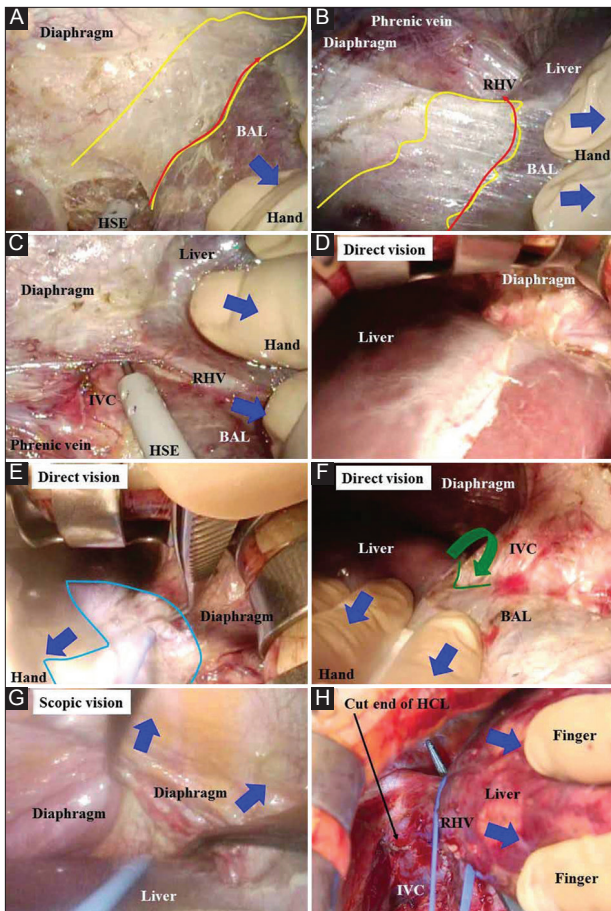 A
Diaphragm
BAL
HSE
Hand
B
Phrenic vein
Diaphragm
RHV
Liver
BAL
Hand
C
Liver
Diaphragm
Hand
RHV
IVC
BAL
Phrenic vein
HSE
D
Direct vision
Diaphragm
Liver
E
Direct vision
Diaphragm
Hand
F
Direct vision
Diaphragm
IVC
Liver
BAL
Hand
G
Scopic vision
Diaphragm
Diaphragm
Liver
H
Cut end of HCL
Finger
Liver
RHV
IVC
Finger